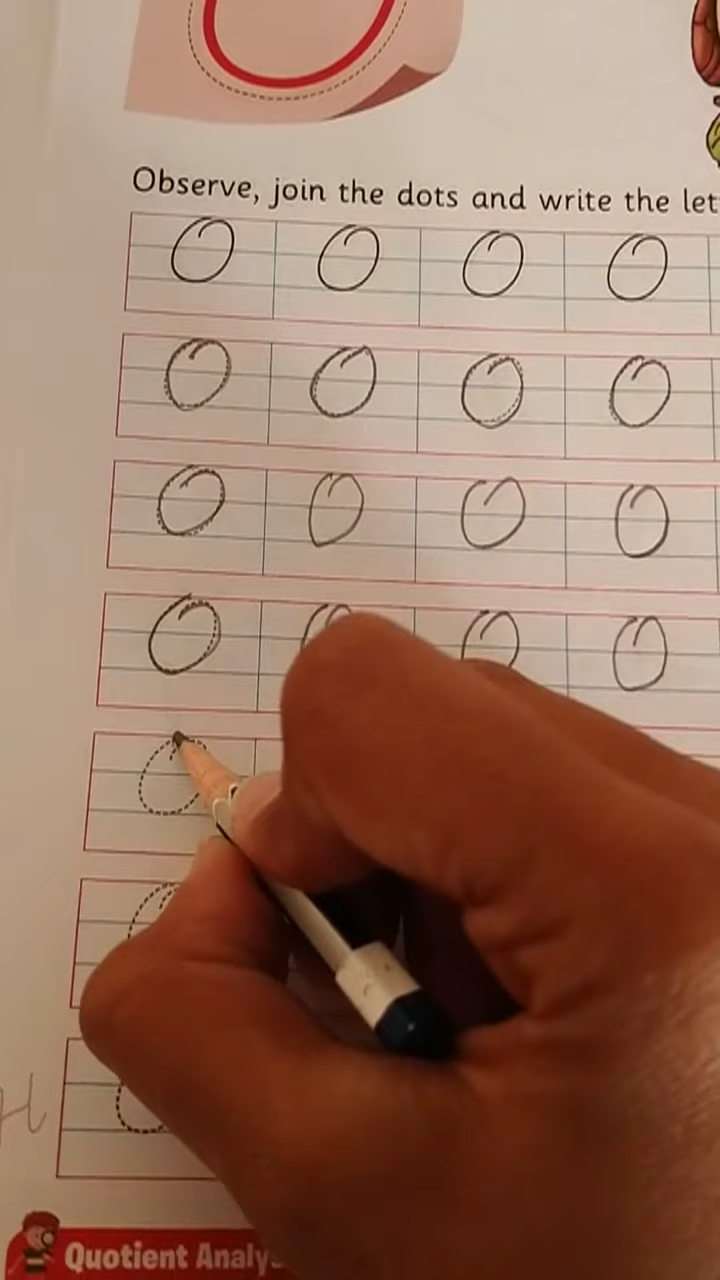 Observe, join the dots and write the let
O O O O
O O O O
O O O O
O O O
O
Quotient Analy